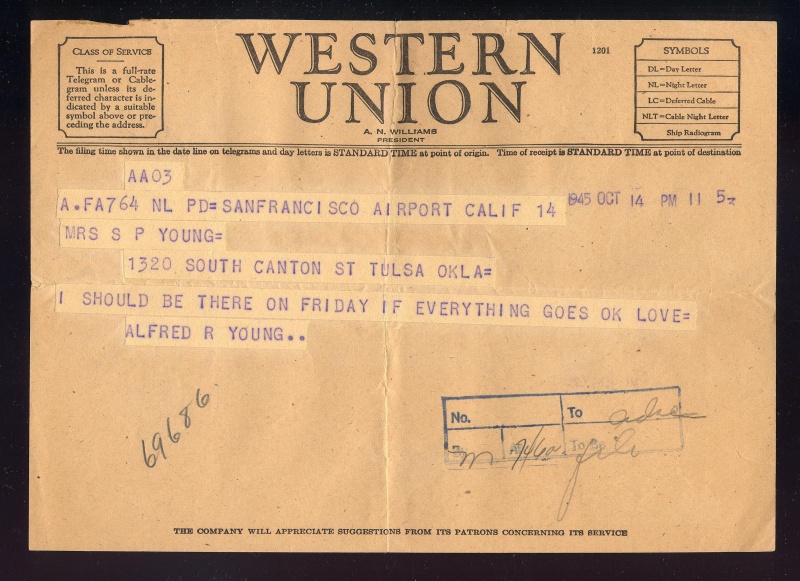 CLASS OF SERVICE
This is a full-rate
Telegram or Cable-
gram unless its de-
ferred character is in-
dicated by a suitable
symbol above or pre-
ceding the address.
WESTERN
UNION
A. N. WILLIAMS
PRESIDENT
1201
SYMBOLS
DL=Day Letter
NL=Night Letter
LC=Deferred Cable
NLT=Cable Night Letter
Ship Radiogram
The filing time shown in the date line on telegrams and day letters is STANDARD TIME at point of origin. Time of receipt is STANDARD TIME at point of destination
AA03
A.FA764 NL PD=SANFRANCISCO AIRPORT CALIF 14
1945 OCT 14 PM 11
MRS S P YOUNG=
1320 SOUTH CANTON ST TULSA OKLA=
I SHOULD BE THERE ON FRIDAY IF EVERYTHING GOES OK LOVE=
ALFRED R YOUNG..
69686
No.
To
To Be
THE COMPANY WILL APPRECIATE SUGGESTIONS FROM ITS PATRONS CONCERNING ITS SERVICE